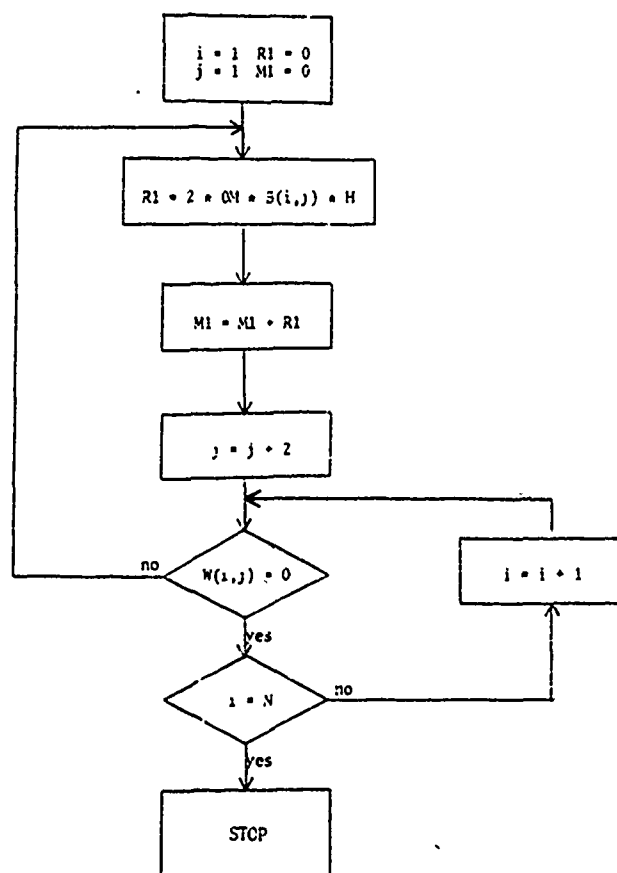 i = 1 R1 = 0
j = 1 M1 = 0
R1 = 2 * OM * S(i,j) * H
M1 = M1 + R1
j = j + 2
W(i,j) = 0
no
i = i + 1
yes
i = N
no
yes
STOP